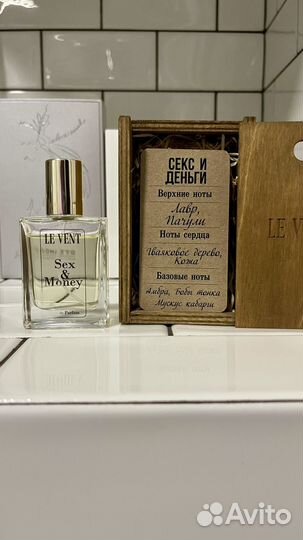 LE VENT
Sex
&
Money
СЕКС И
ДЕНЬГИ
Верхние ноты
Лавр,
Пачули
Ноты сердца
Гваяковое дерево,
Кожа
Базовые ноты
Амбра, Бобы тонка
Мускус кабарги
LE VEN
Avito